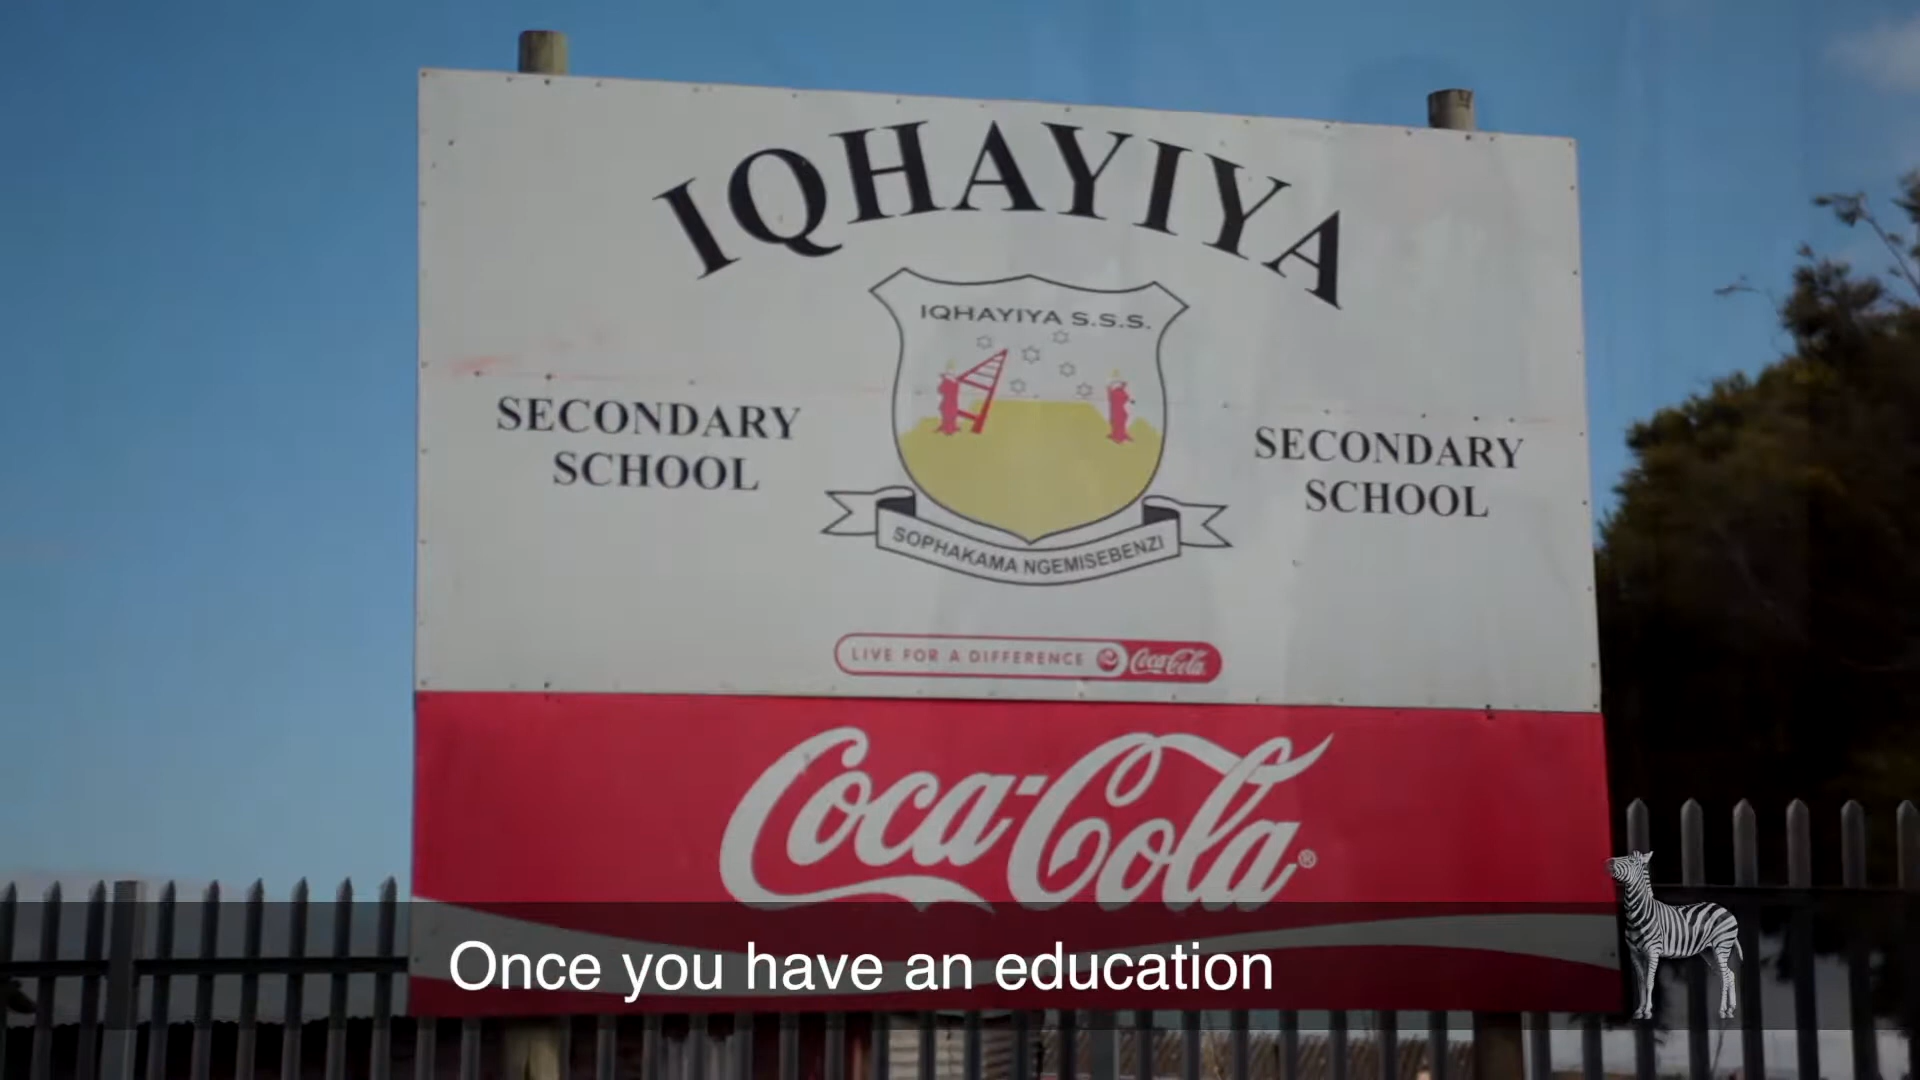 IQHAYIYA
IQHAYIYA S.S.S.
SECONDARY
SCHOOL
SECONDARY
SCHOOL
SOPHAKAMA NGEMISEBENZI
LIVE FOR A DIFFERENCE Coca-Cola
Coca-Cola®
Once you have an education